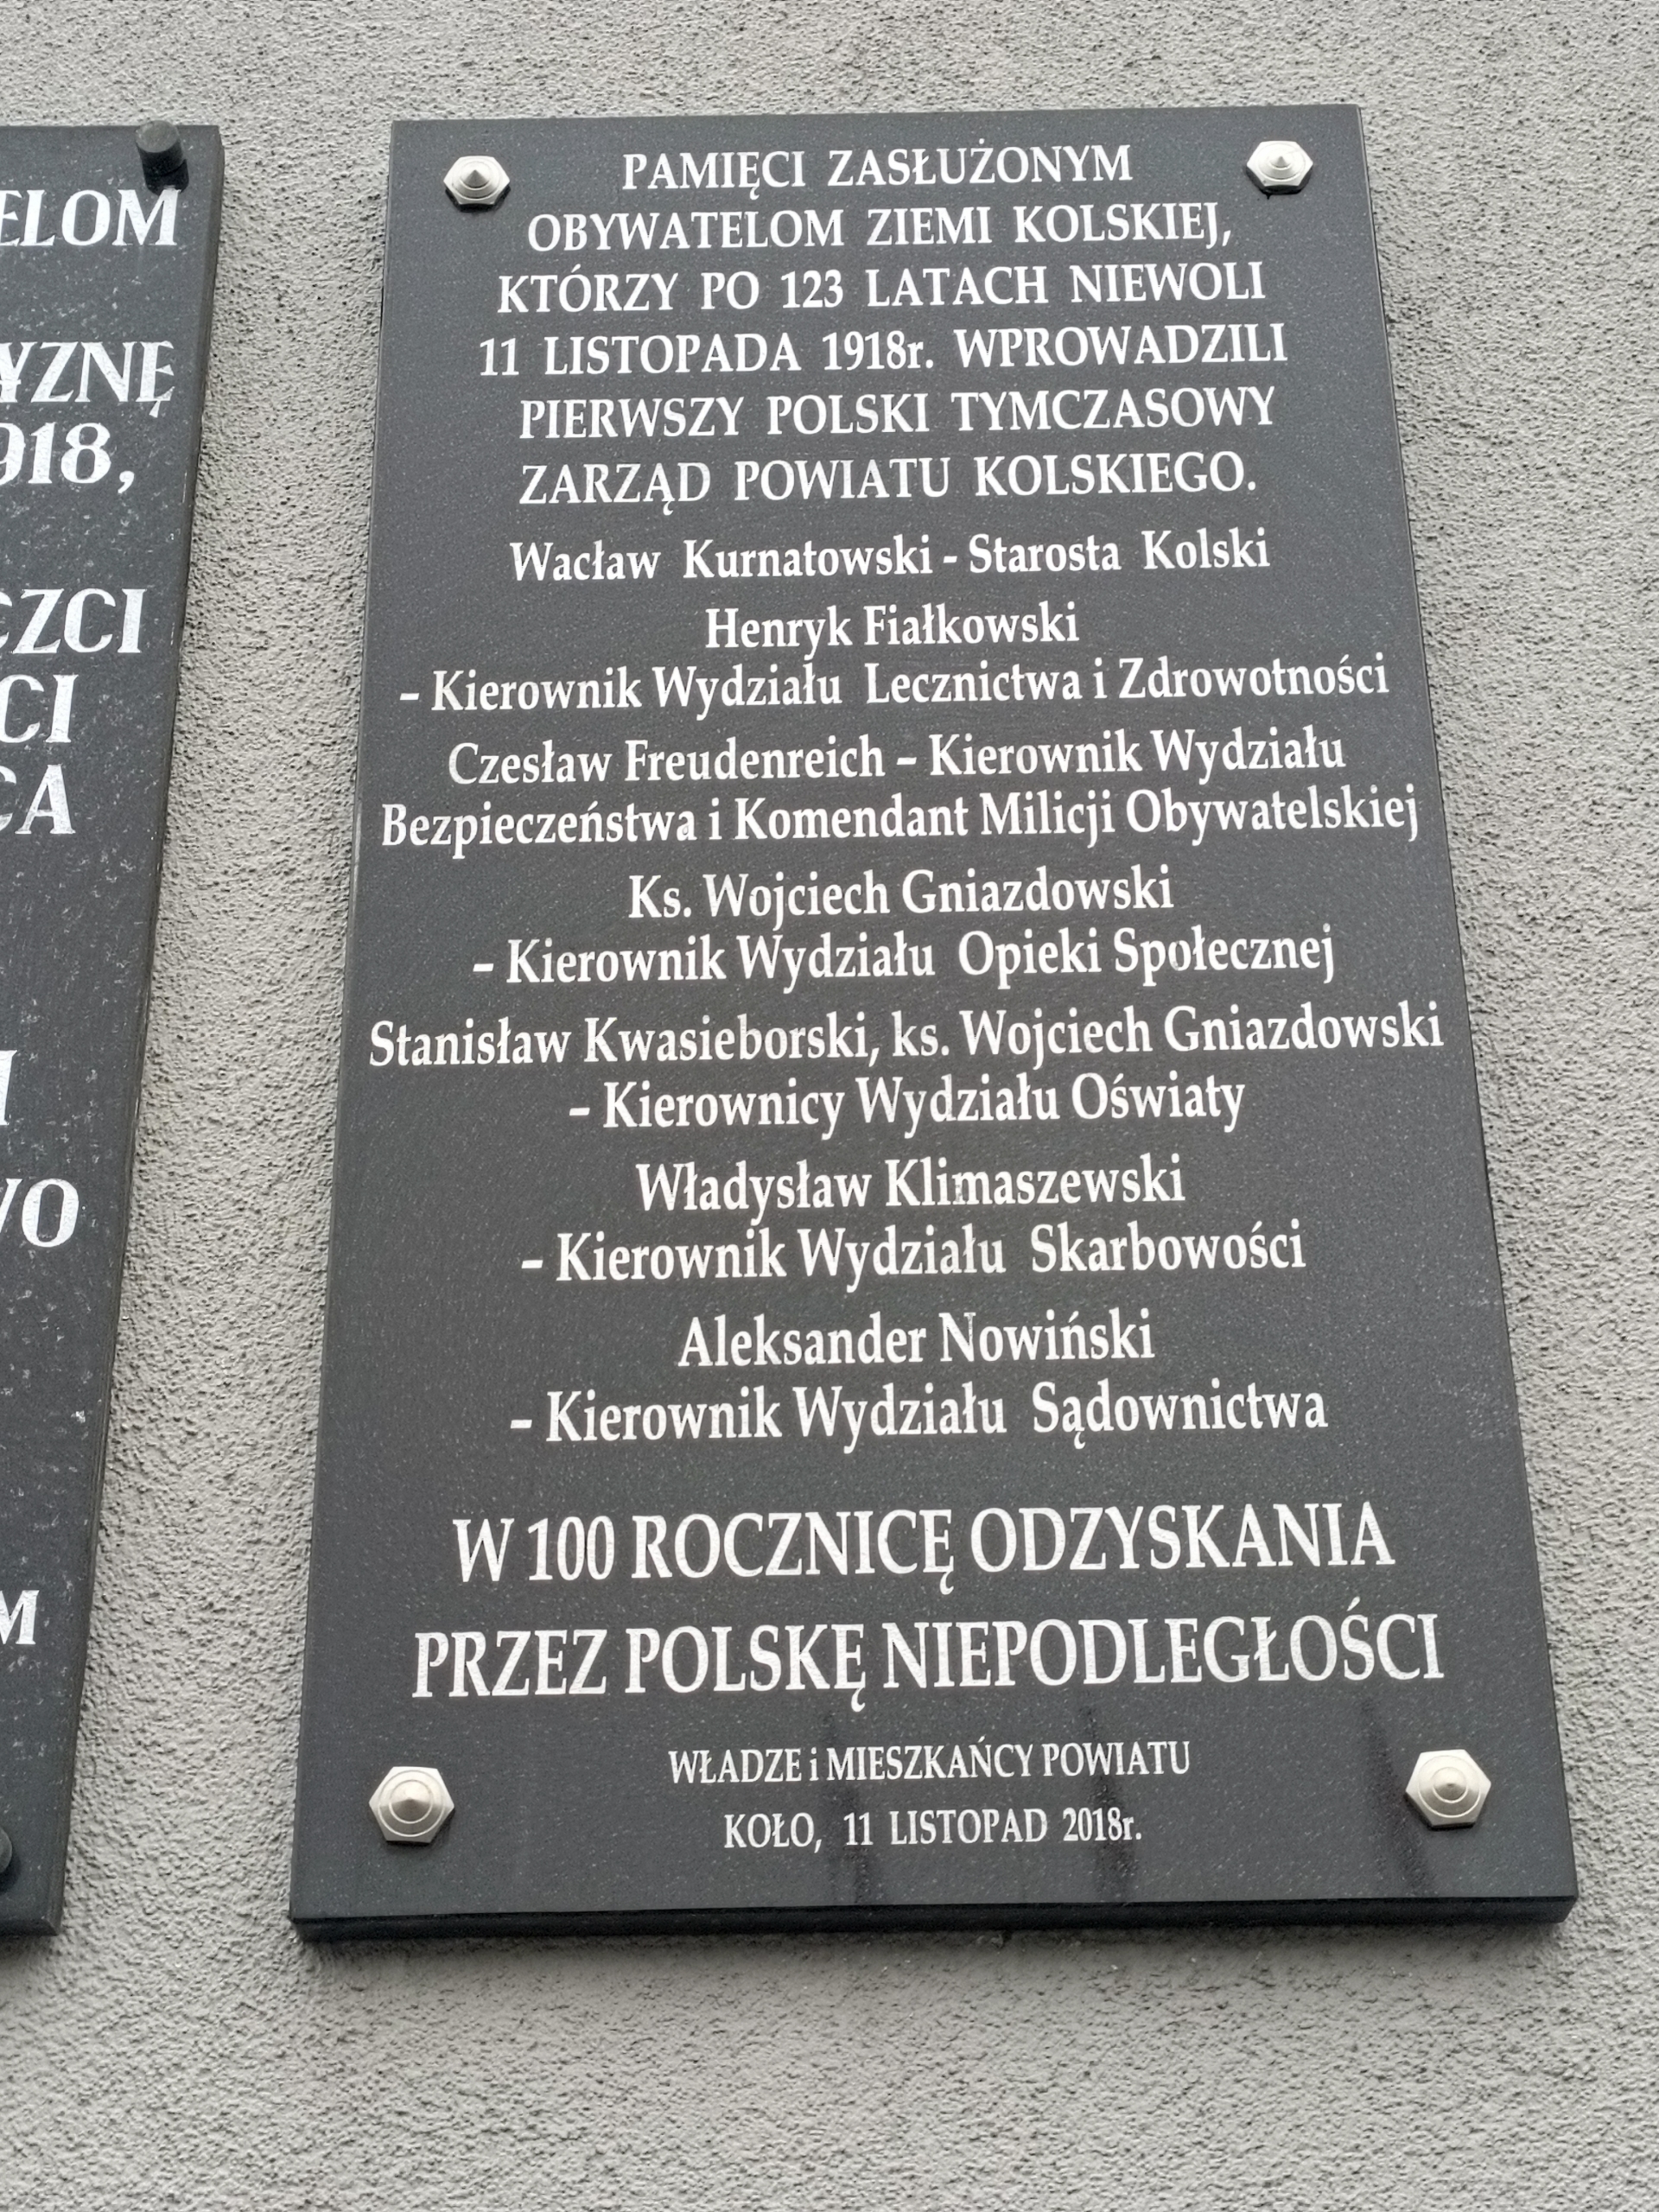 ELOM
YZNĘ
918,
CZCI
CI
CA
WO
M
PAMIĘCI ZASŁUŻONYM
OBYWATELOM ZIEMI KOLSKIEJ,
KTÓRZY PO 123 LATACH NIEWOLI
11 LISTOPADA 1918r. WPROWADZILI
PIERWSZY POLSKI TYMCZASOWY
ZARZĄD POWIATU KOLSKIEGO.
Wacław Kurnatowski - Starosta Kolski
Henryk Fiałkowski
– Kierownik Wydziału Lecznictwa i Zdrowotności
Czesław Freudenreich – Kierownik Wydziału
Bezpieczeństwa i Komendant Milicji Obywatelskiej
Ks. Wojciech Gniazdowski
– Kierownik Wydziału Opieki Społecznej
Stanisław Kwasieborski, ks. Wojciech Gniazdowski
– Kierownicy Wydziału Oświaty
Władysław Klimaszewski
– Kierownik Wydziału Skarbowości
Aleksander Nowiński
– Kierownik Wydziału Sądownictwa
W 100 ROCZNICĘ ODZYSKANIA
PRZEZ POLSKĘ NIEPODLEGŁOŚCI
WŁADZE i MIESZKAŃCY POWIATU
KOŁO, 11 LISTOPAD 2018r.